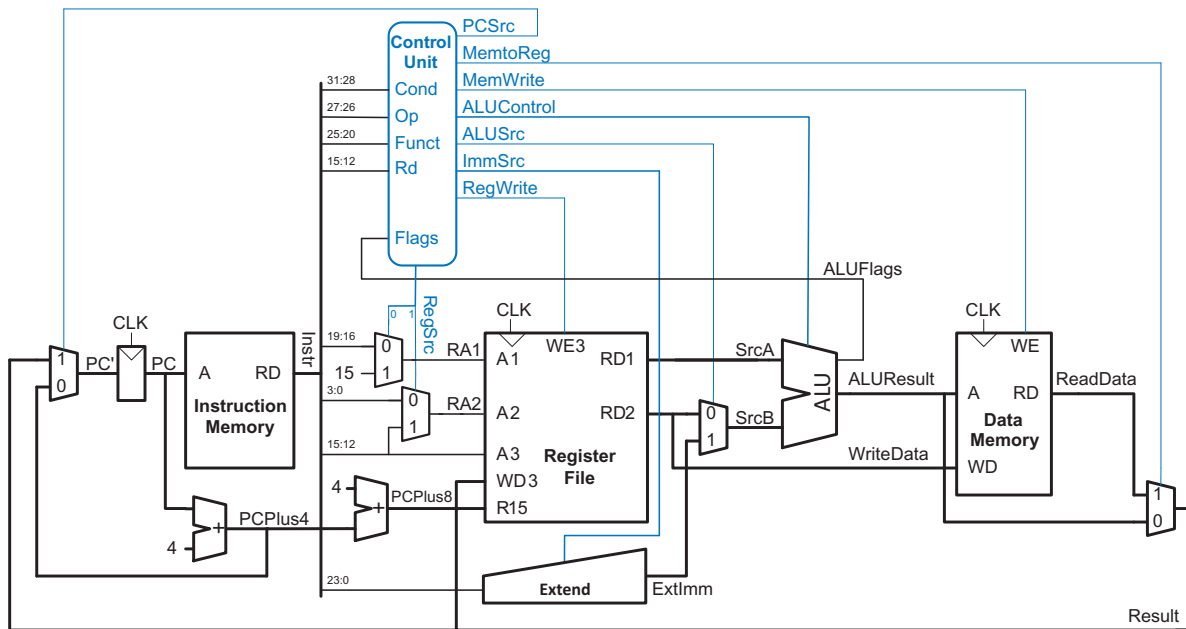 PCSrc
Control
Unit
MemtoReg
MemWrite
31:28
Cond
27:26
Op
ALUControl
25:20
Funct
ALUSrc
15:12
Rd
ImmSrc
RegWrite
Flags
ALUFlags
RegSrc
0 1
CLK
PC'
1
0
PC
A
RD
Instruction
Memory
Instr
19:16
0
1
15
RA1
3:0
0
1
RA2
15:12
CLK
WE3
A1
RD1
A2
RD2
A3
WD3
R15
Register
File
SrcA
0
1
SrcB
ALU
ALUResult
WriteData
CLK
WE
A
RD
Data
Memory
WD
ReadData
1
0
4
+
PCPlus4
4
+
PCPlus8
23:0
Extend
ExtImm
Result